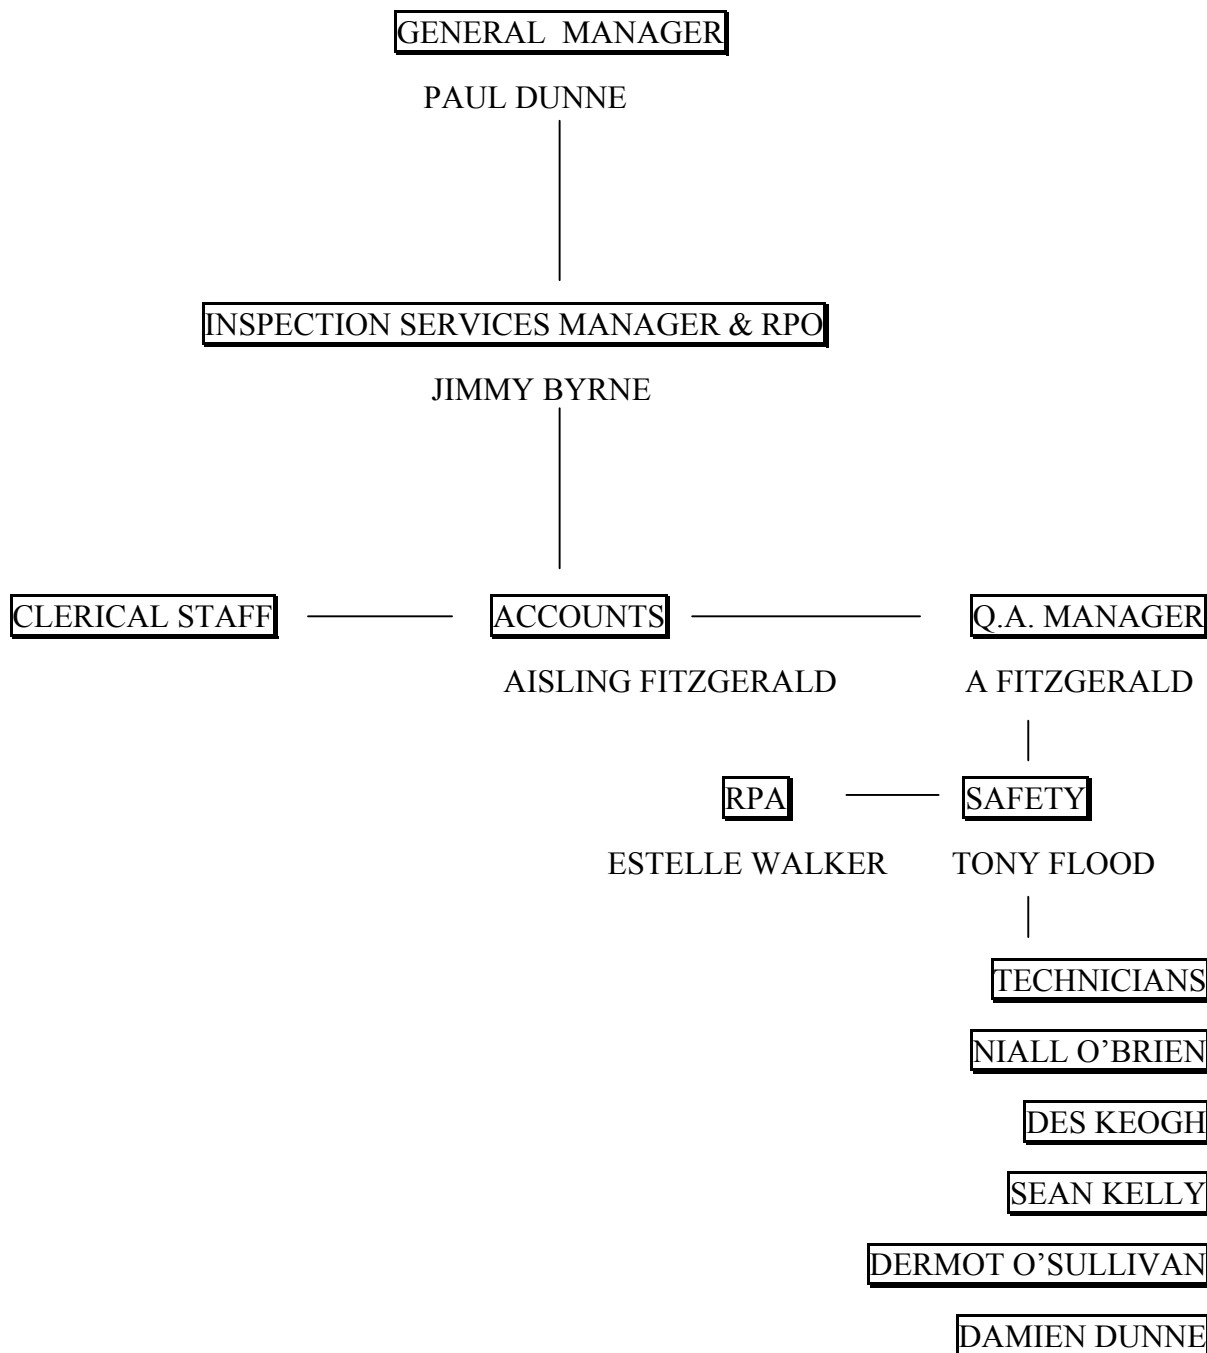 GENERAL MANAGER
PAUL DUNNE
INSPECTION SERVICES MANAGER & RPO
JIMMY BYRNE
CLERICAL STAFF ACCOUNTS Q.A. MANAGER
AISLING FITZGERALD A FITZGERALD
RPA SAFETY
ESTELLE WALKER TONY FLOOD
TECHNICIANS
NIALL O’BRIEN
DES KEOGH
SEAN KELLY
DERMOT O’SULLIVAN
DAMIEN DUNNE